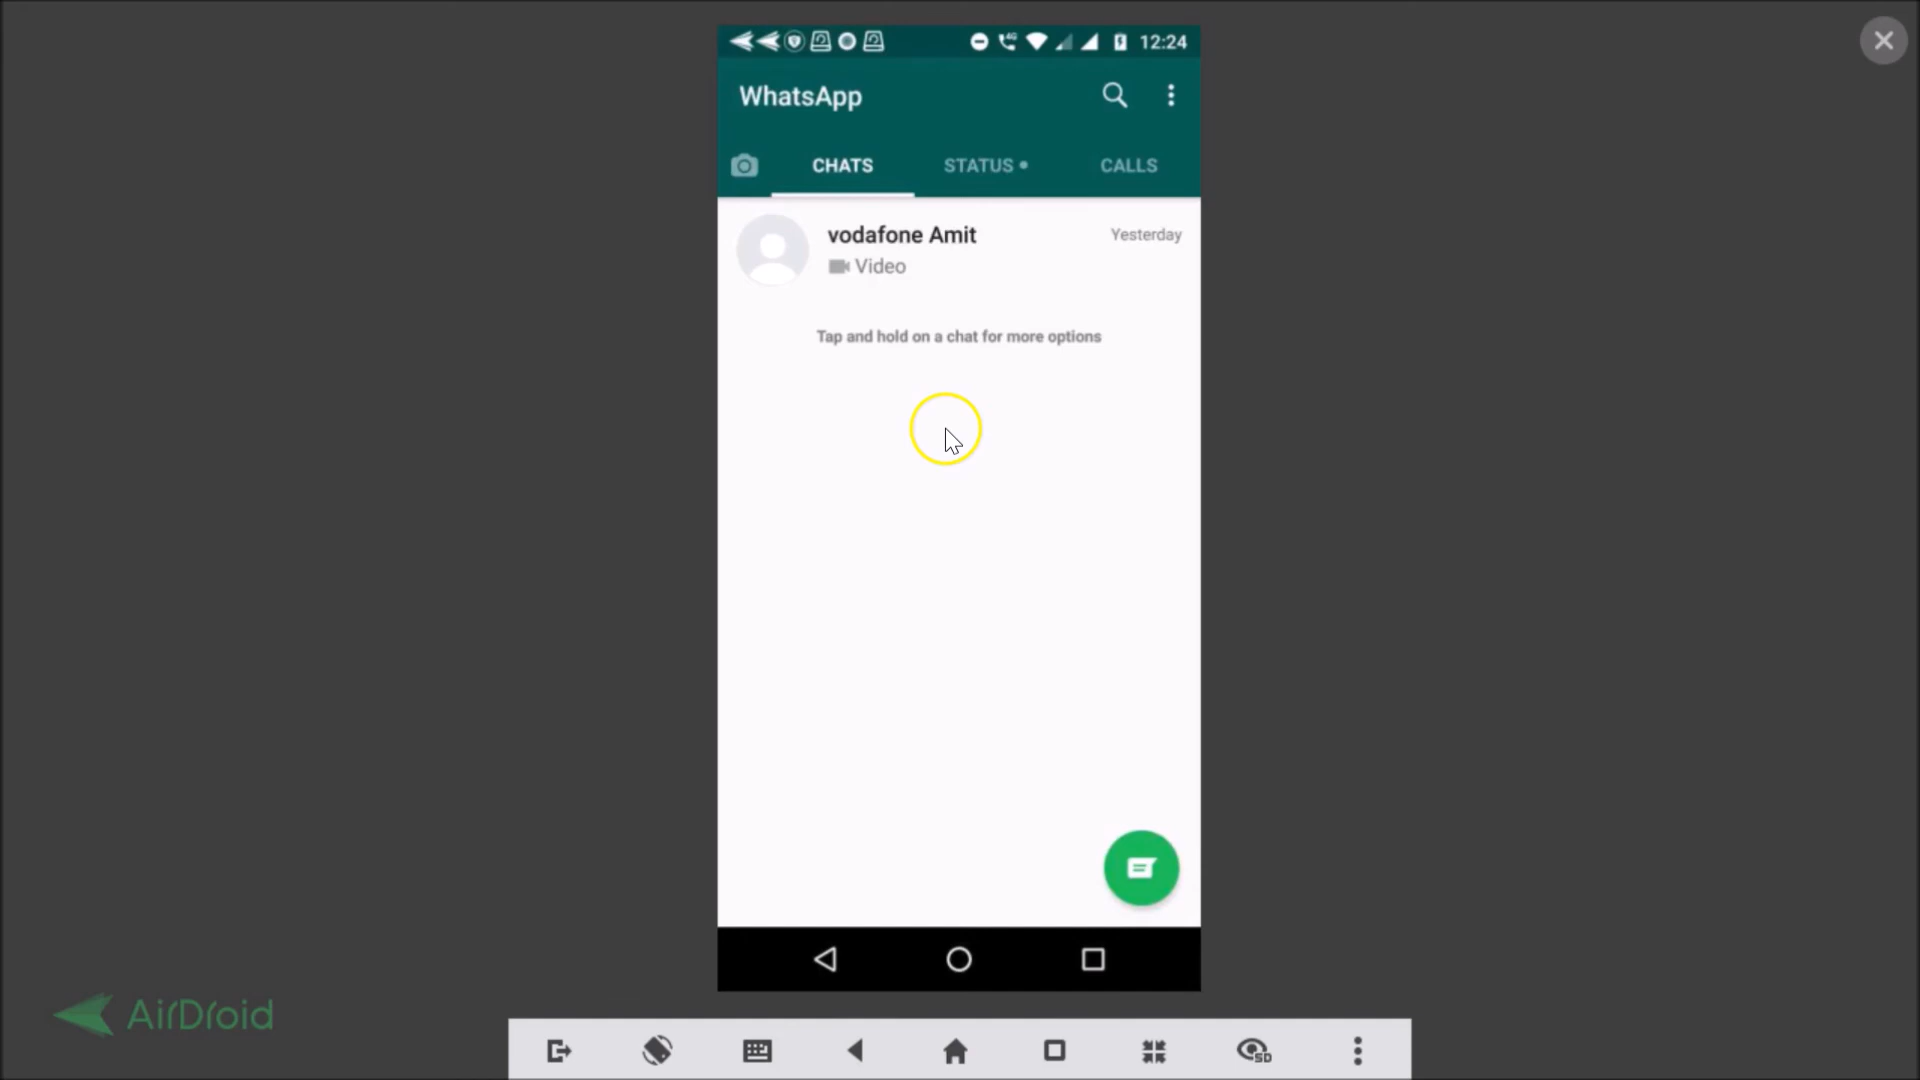 12:24
WhatsApp
CHATS STATUS • CALLS
vodafone Amit Yesterday
Video
Tap and hold on a chat for more options
AirDroid
SD